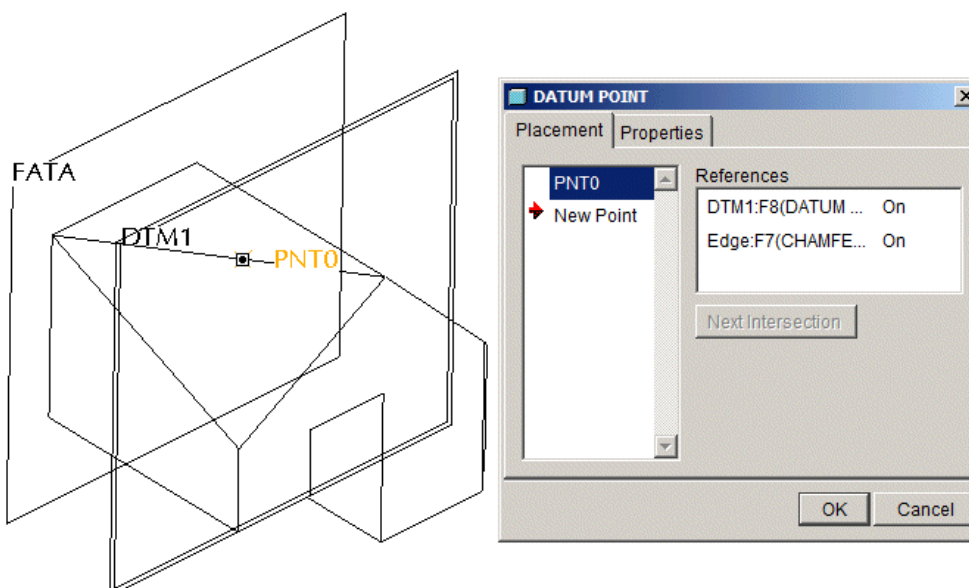 FATA
DTM1
PNT0
DATUM POINT
Placement
Properties
PNT0
New Point
References
DTM1:F8(DATUM ... On
Edge:F7(CHAMFE... On
Next Intersection
OK
Cancel